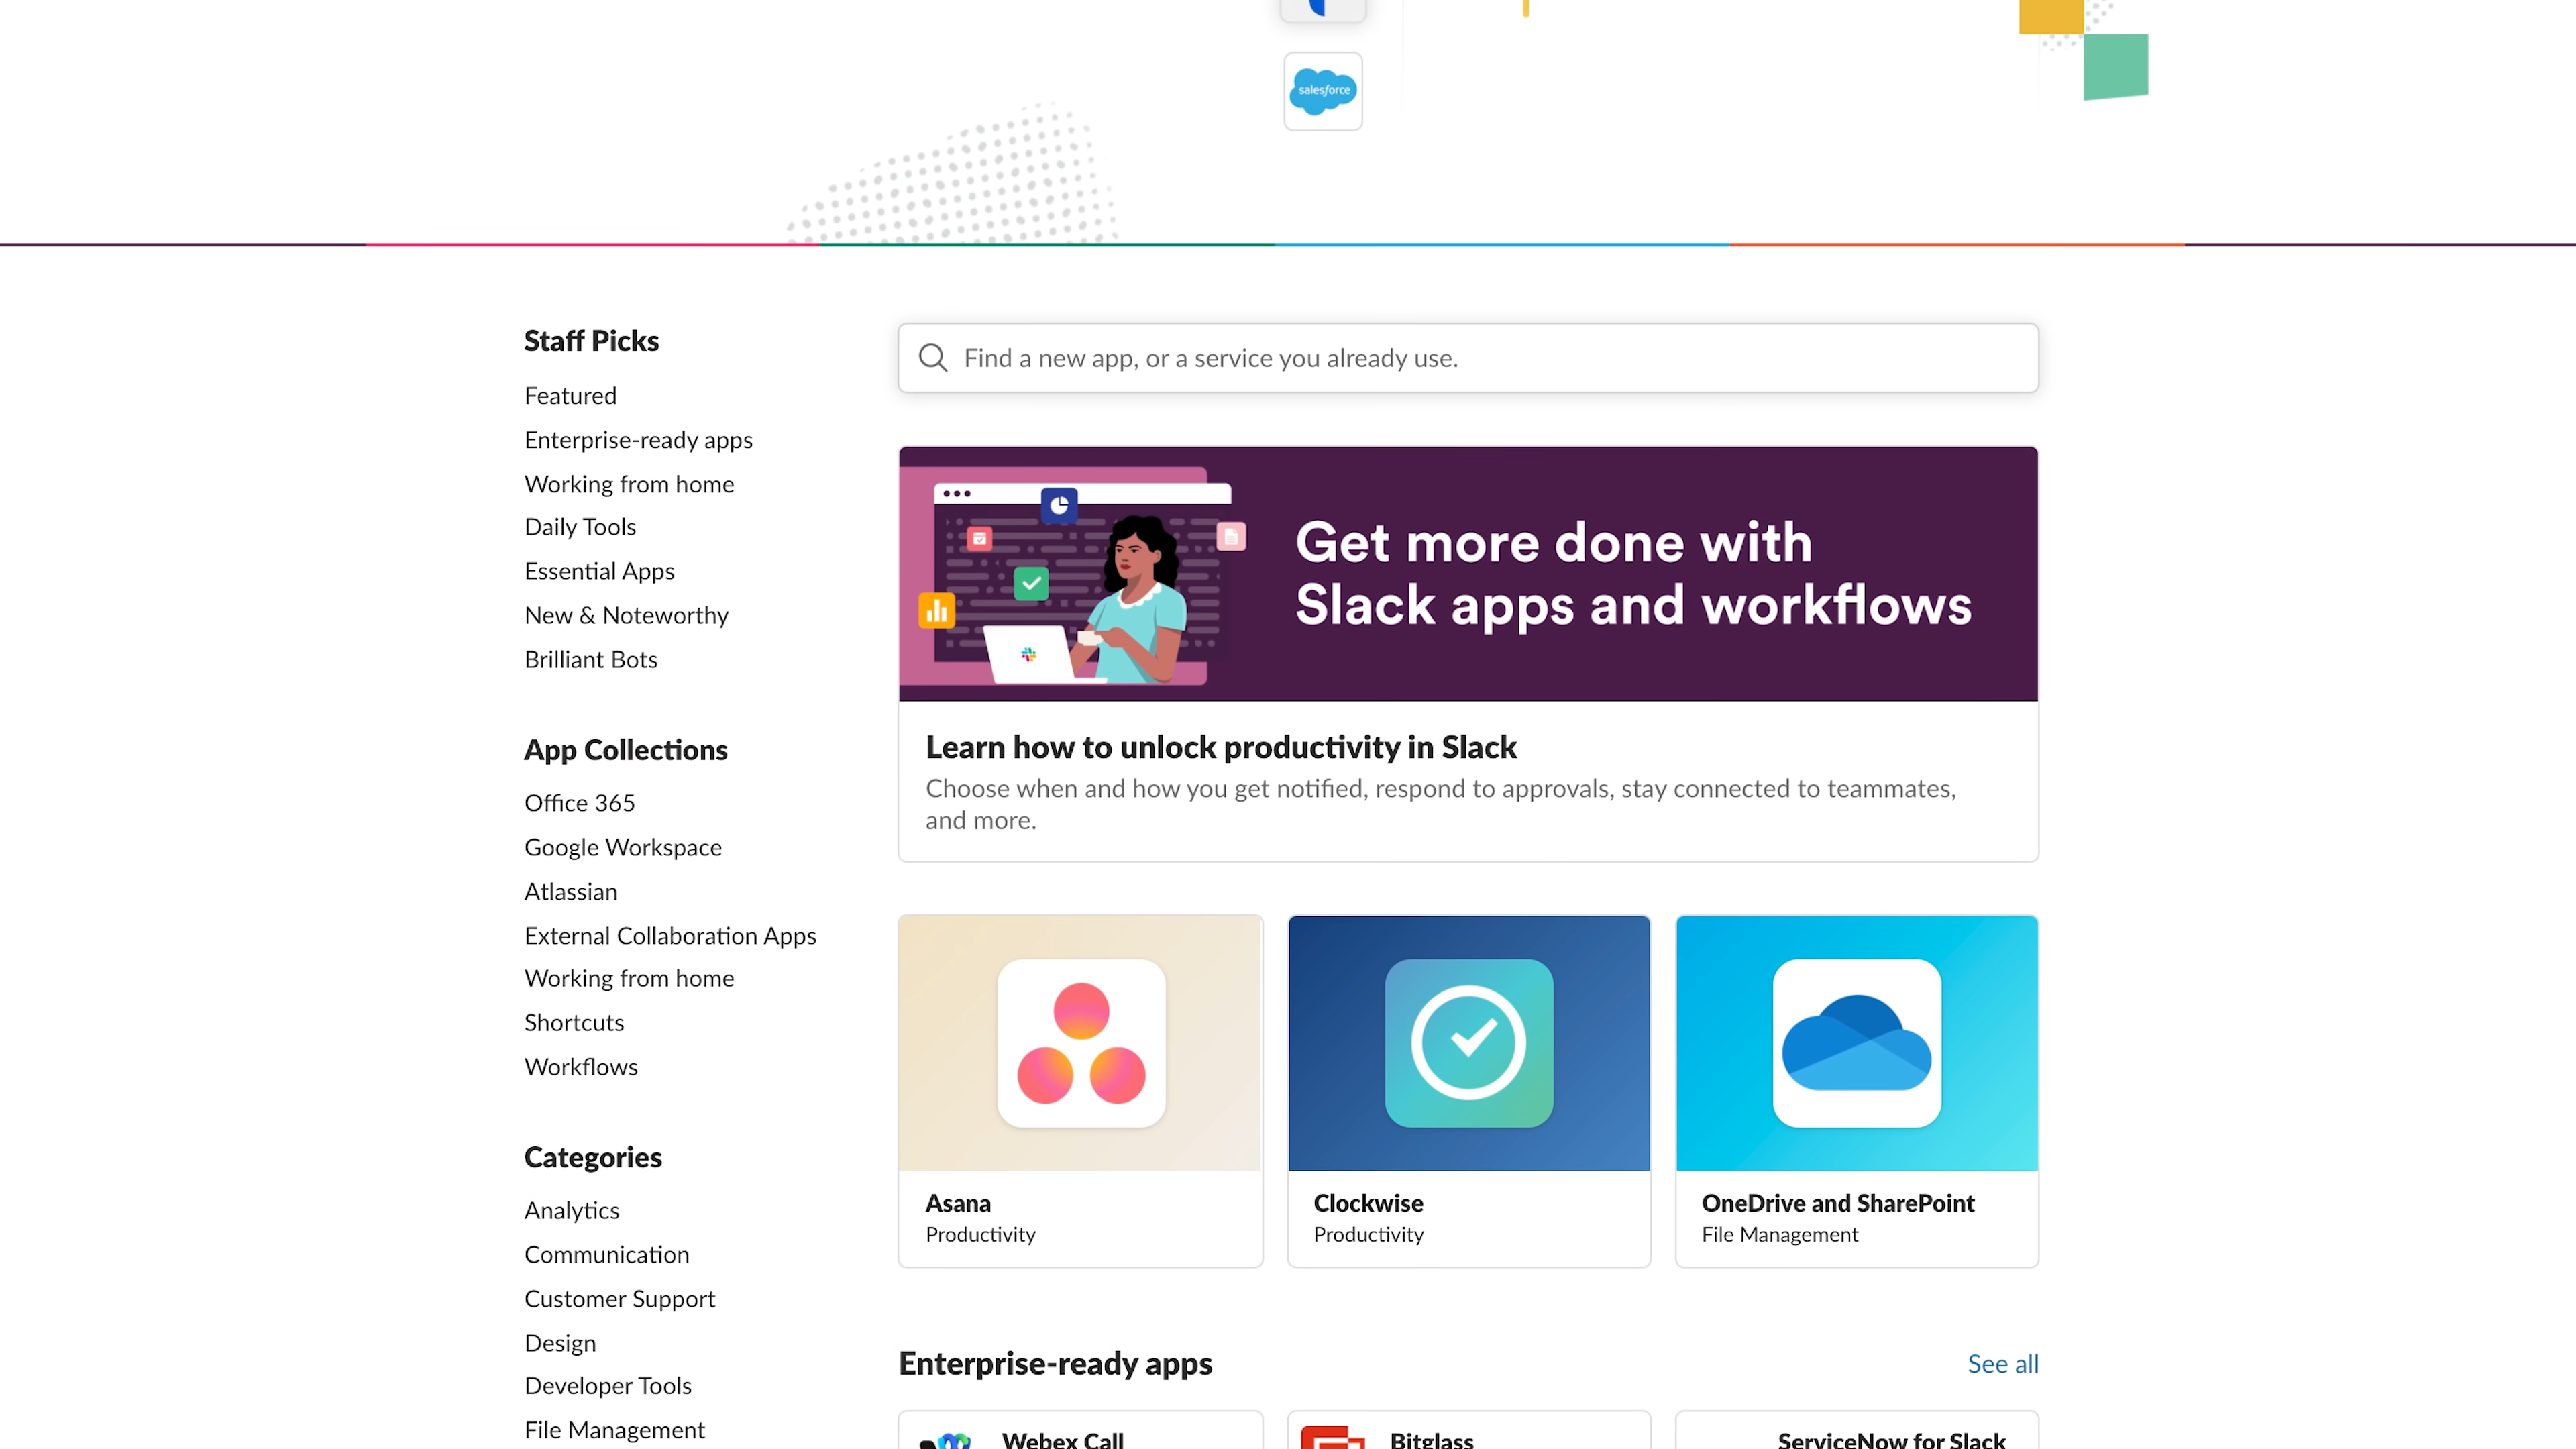 salesforce
Staff Picks
Featured
Enterprise-ready apps
Working from home
Daily Tools
Essential Apps
New & Noteworthy
Brilliant Bots
App Collections
Office 365
Google Workspace
Atlassian
External Collaboration Apps
Working from home
Shortcuts
Workflows
Categories
Analytics
Communication
Customer Support
Design
Developer Tools
File Management
Find a new app, or a service you already use.
Get more done with
Slack apps and workflows
Learn how to unlock productivity in Slack
Choose when and how you get notified, respond to approvals, stay connected to teammates,
and more.
Asana
Productivity
Clockwise
Productivity
OneDrive and SharePoint
File Management
Enterprise-ready apps
See all
Webex Call
Bitglass
ServiceNow for Slack